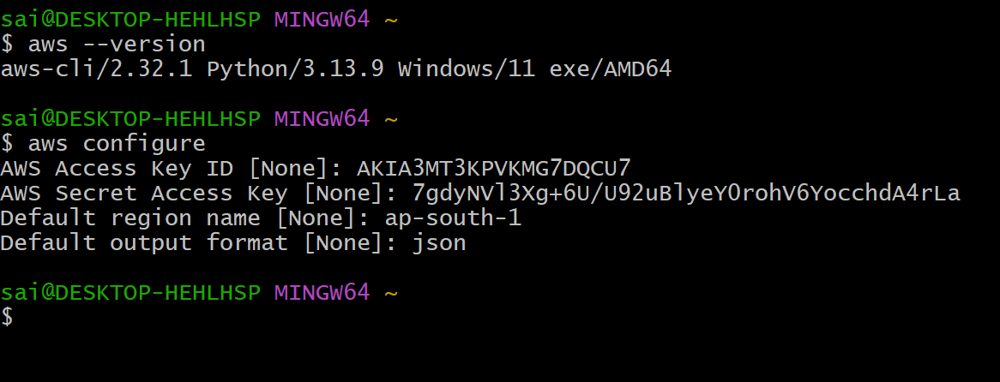 sai@DESKTOP-HEHLHSP MINGW64 ~
$ aws --version
aws-cli/2.32.1 Python/3.13.9 Windows/11 exe/AMD64
sai@DESKTOP-HEHLHSP MINGW64 ~
$ aws configure
AWS Access Key ID [None]: AKIA3MT3KPVKMG7DQCU7
AWS Secret Access Key [None]: 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
Default region name [None]: ap-south-1
Default output format [None]: json
sai@DESKTOP-HEHLHSP MINGW64 ~
$